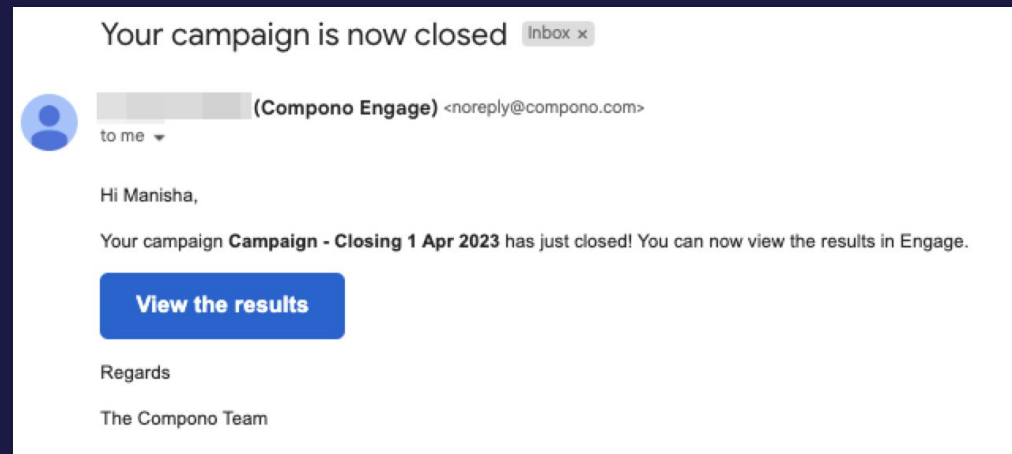 Your campaign is now closed Inbox x
(Compono Engage) <noreply@compono.com>
to me
Hi Manisha,
Your campaign Campaign - Closing 1 Apr 2023 has just closed! You can now view the results in Engage.
View the results
Regards
The Compono Team